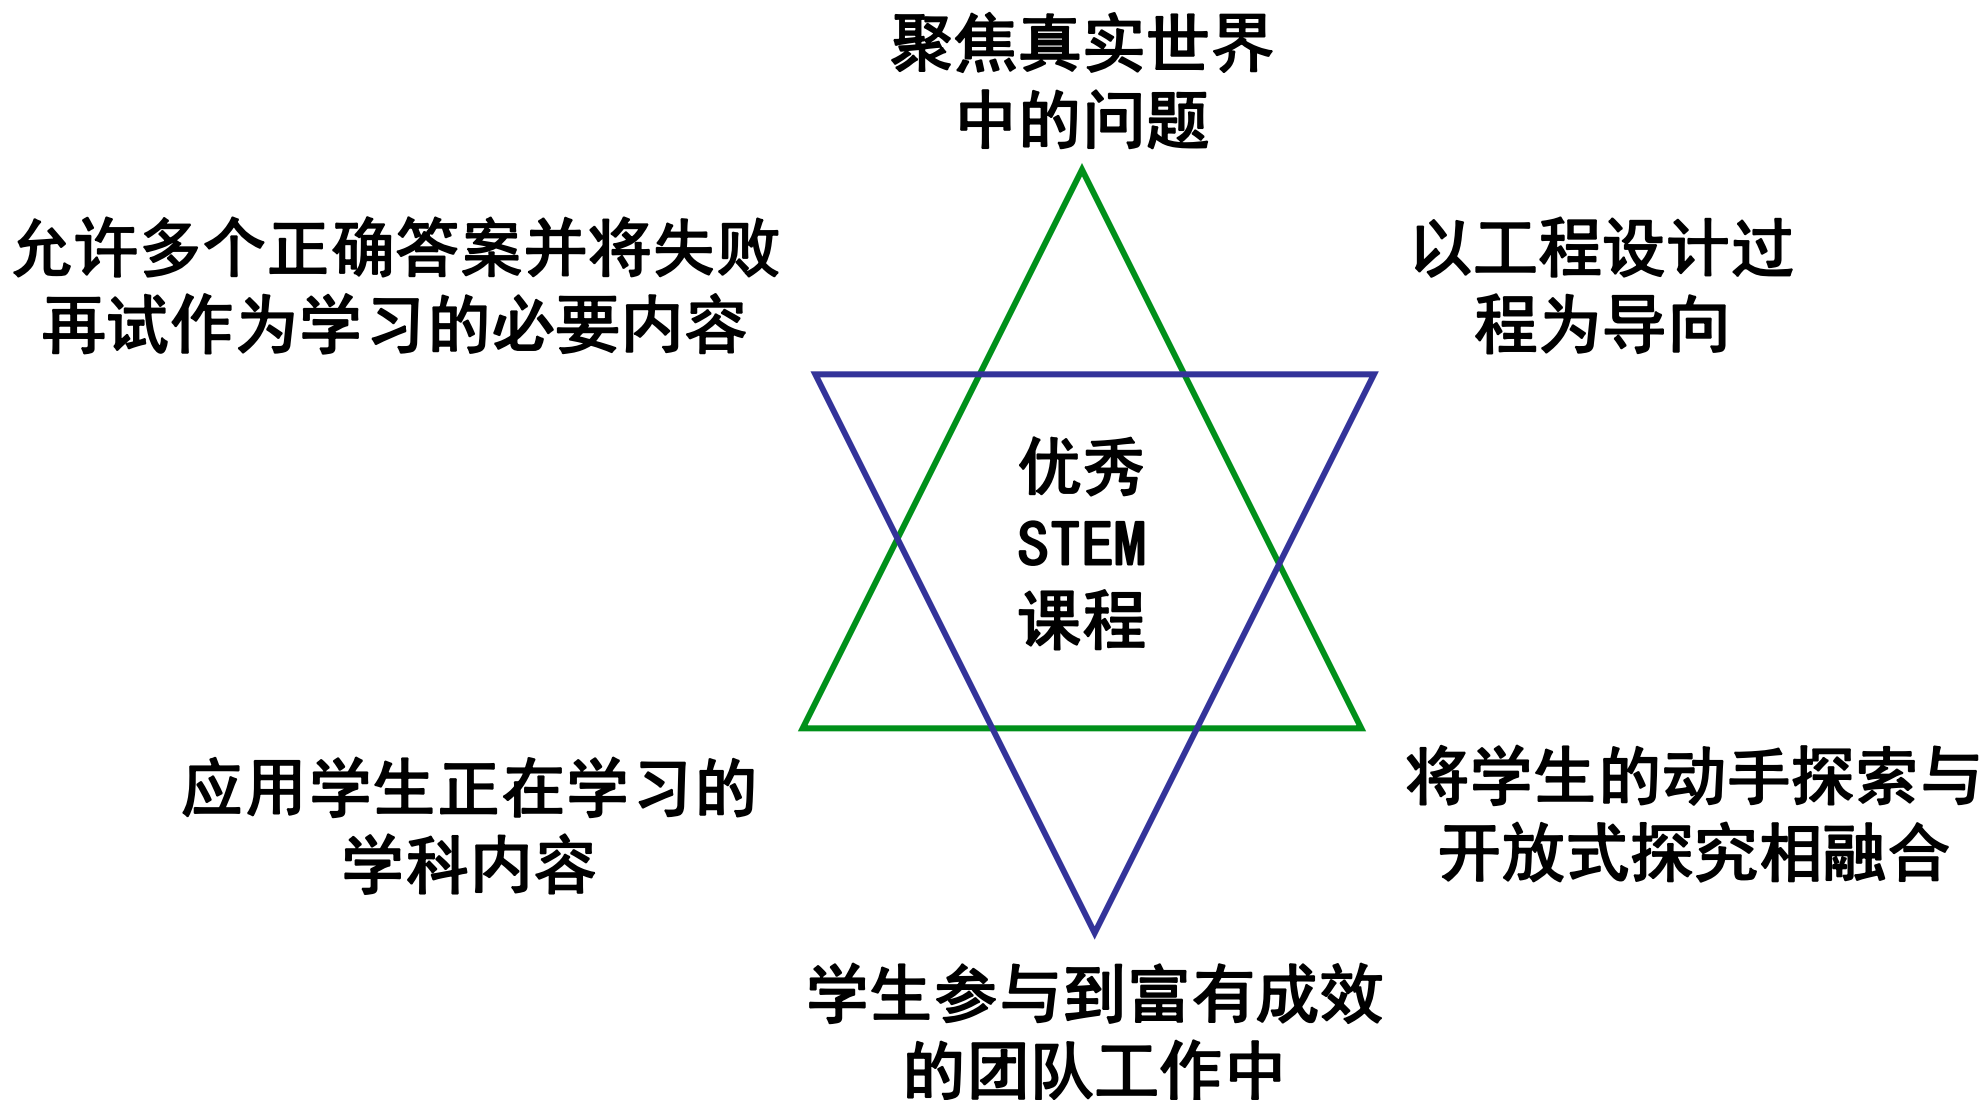 聚焦真实世界
中的问题
允许多个正确答案并将失败
再试作为学习的必要内容
以工程设计过
程为导向
优秀
STEM
课程
应用学生正在学习的
学科内容
将学生的动手探索与
开放式探究相融合
学生参与到富有成效
的团队工作中